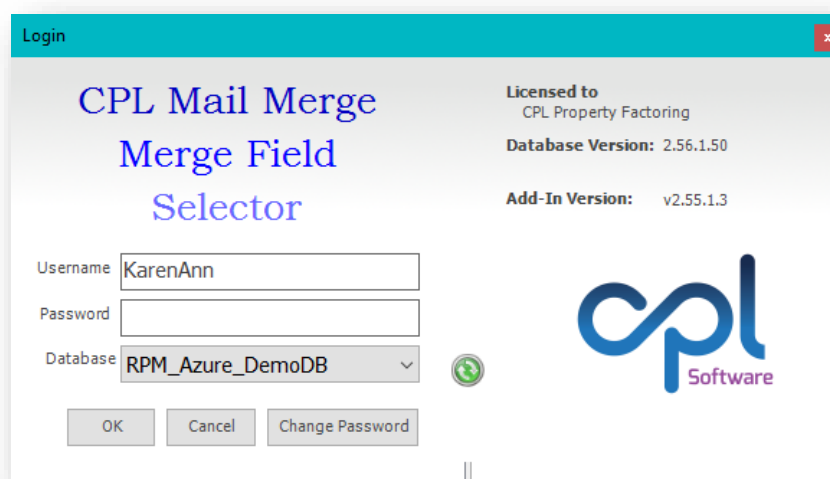 Login
CPL Mail Merge
Merge Field
Selector
Licensed to
CPL Property Factoring
Database Version: 2.56.1.50
Add-In Version: v2.55.1.3
Username KarenAnn
Password
Database RPM_Azure_DemoDB
OK Cancel Change Password
cpl
Software